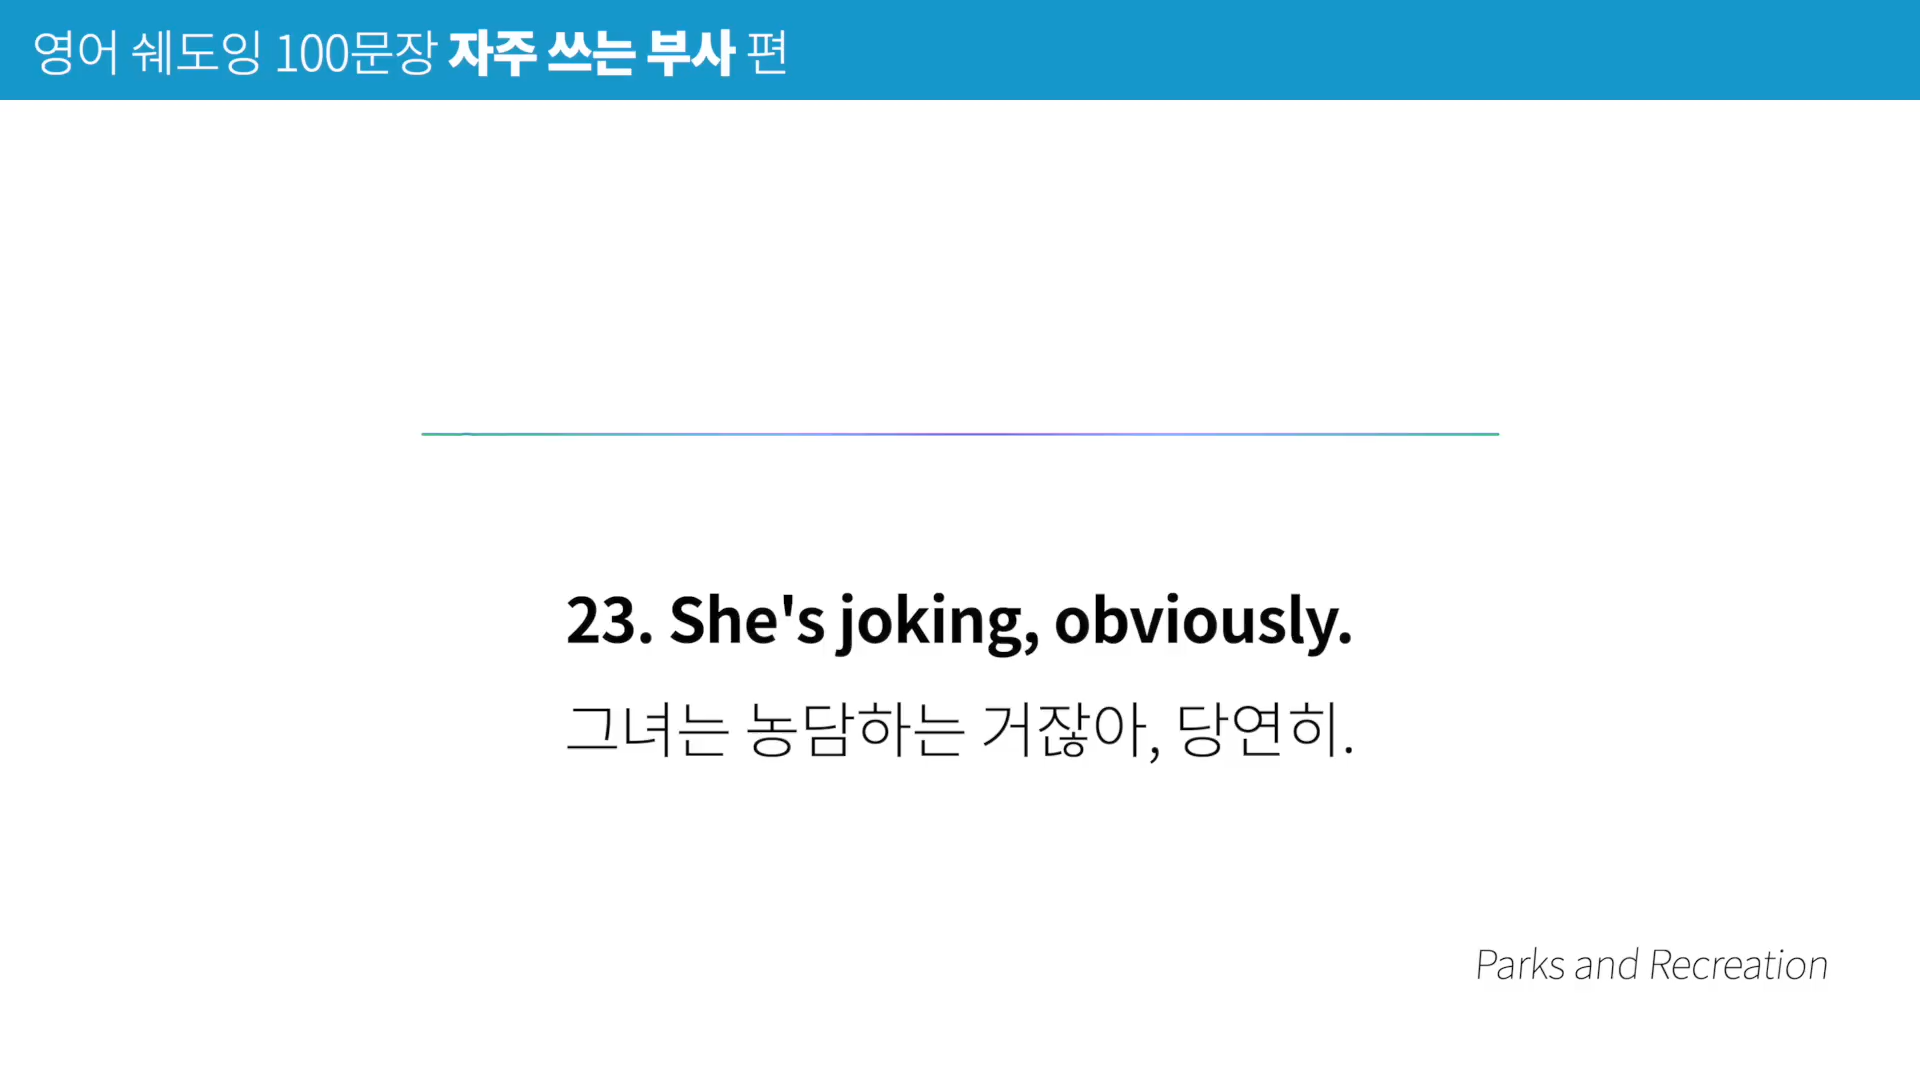 영어 쉐도잉 100문장 자주 쓰는 부사 편
23. She's joking, obviously.
그녀는 농담하는 거잖아, 당연히.
Parks and Recreation